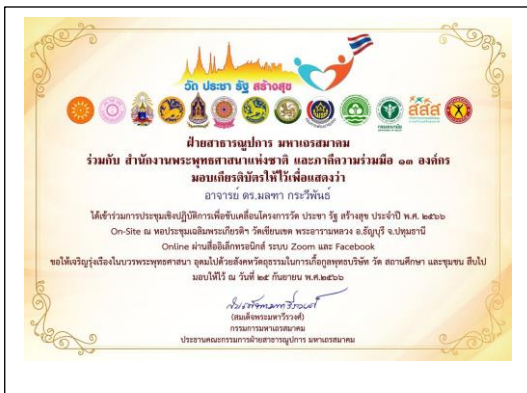 วัด ประชา รัฐ สร้างสุข
สสส
ฝ่ายสาธารณูปการ มหาเถรสมาคม
ร่วมกับ สำนักงานพระพุทธศาสนาแห่งชาติ และภาคีความร่วมมือ ๑๓ องค์กร
มอบเกียรติบัตรให้ไว้เพื่อแสดงว่า
อาจารย์ ดร.มลฑา กระวีพันธ์
ได้เข้าร่วมการประชุมเชิงปฏิบัติการเพื่อขับเคลื่อนโครงการวัด ประชา รัฐ สร้างสุข ประจำปี พ.ศ. ๒๕๖๖
On-Site ณ หอประชุมเฉลิมพระเกียรติฯ วัดเขียนเขต พระอารามหลวง อ.ธัญบุรี จ.ปทุมธานี
Online ผ่านสื่ออิเล็กทรอนิกส์ ระบบ Zoom และ Facebook
ขอให้เจริญรุ่งเรืองในบวรพระพุทธศาสนา อุดมไปด้วยสังคหวัตถุธรรมในการเกื้อกูลพุทธบริษัท วัด สถานศึกษา และชุมชน สืบไป
มอบให้ไว้ ณ วันที่ ๒๕ กันยายน พ.ศ.๒๕๖๖
(สมเด็จพระมหาวีรวงศ์)
กรรมการมหาเถรสมาคม
ประธานคณะกรรมการฝ่ายสาธารณูปการ มหาเถรสมาคม